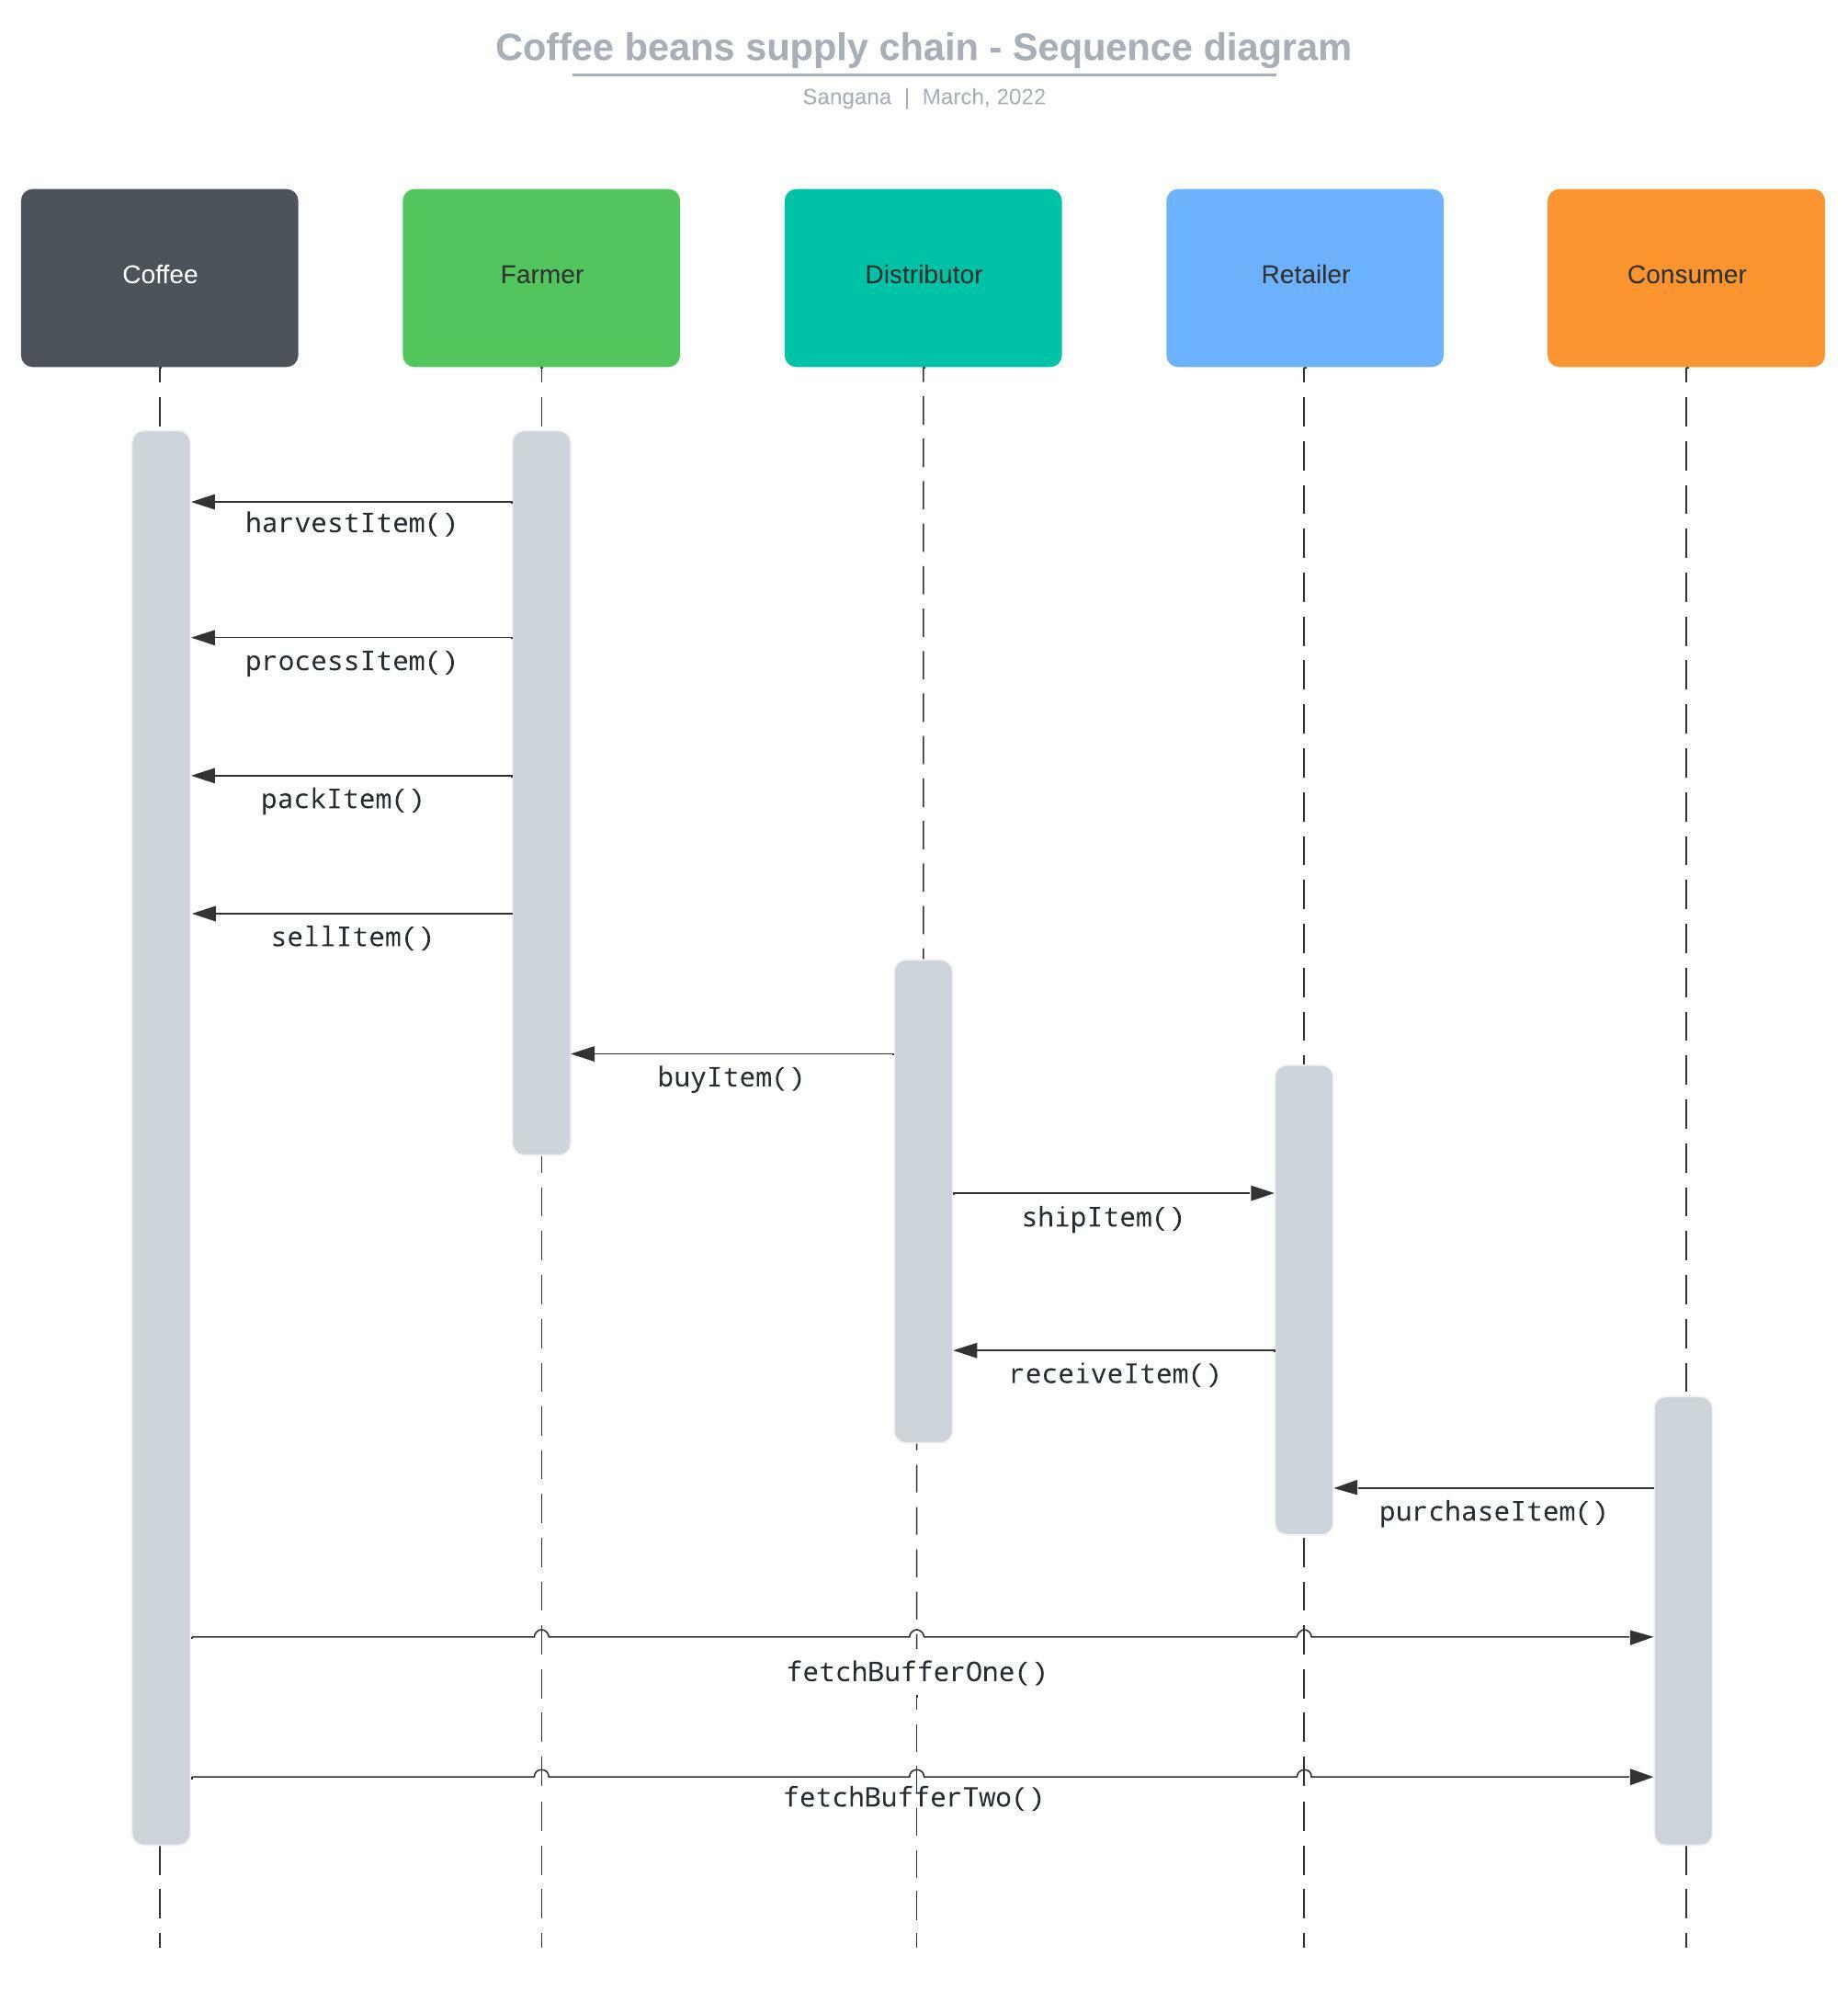 Coffee beans supply chain - Sequence diagram
Sangana | March, 2022
Coffee
Farmer
Distributor
Retailer
Consumer
harvestItem()
processItem()
packItem()
sellItem()
buyItem()
shipItem()
receiveItem()
purchaseItem()
fetchBufferOne()
fetchBufferTwo()